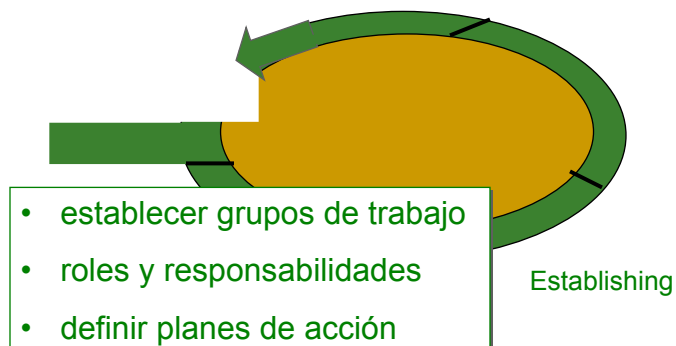 • establecer grupos de trabajo
• roles y responsabilidades
Establishing
• definir planes de acción